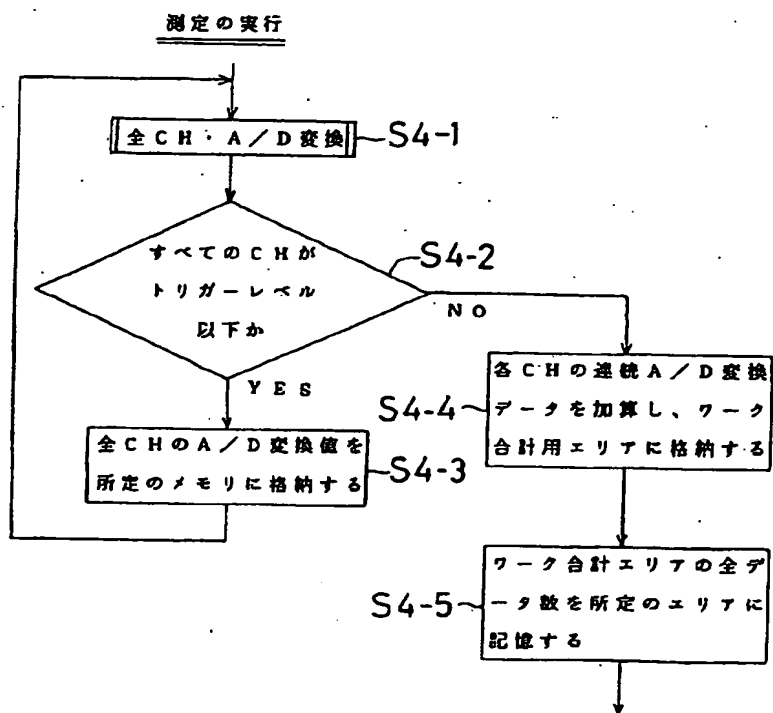 測定の実行
全CH・A/D変換
S4-1
すべてのCHが
トリガーレベル
以下か
S4-2
NO
YES
全CHのA/D変換値を
所定のメモリに格納する
S4-3
各CHの連続A/D変換
データを加算し、ワーク
合計用エリアに格納する
S4-4
ワーク合計エリアの全デ
ータ数を所定のエリアに
記憶する
S4-5